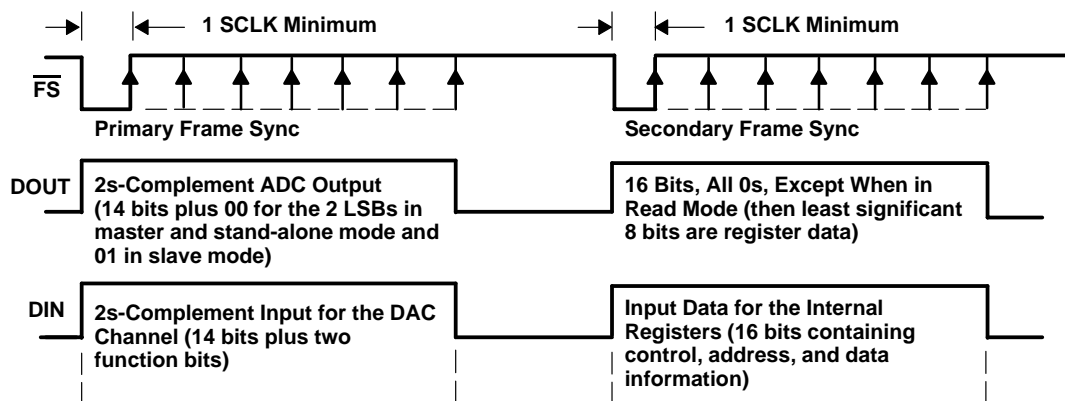 1 SCLK Minimum
1 SCLK Minimum
FS
Primary Frame Sync
Secondary Frame Sync
DOUT
2s-Complement ADC Output
(14 bits plus 00 for the 2 LSBs in
master and stand-alone mode and
01 in slave mode)
16 Bits, All 0s, Except When in
Read Mode (then least significant
8 bits are register data)
DIN
2s-Complement Input for the DAC
Channel (14 bits plus two
function bits)
Input Data for the Internal
Registers (16 bits containing
control, address, and data
information)